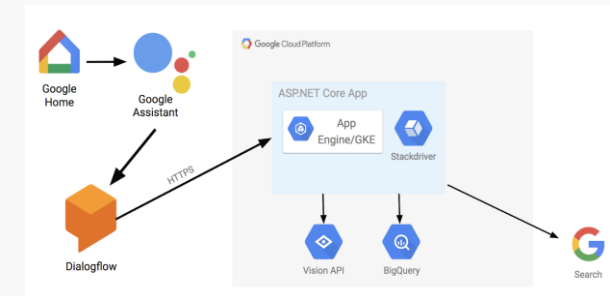 Google Cloud Platform
Google
Home
Google
Assistant
ASP.NET Core App
App
Engine/GKE
Stackdriver
HTTPS
Dialogflow
Vision API
BigQuery
Search